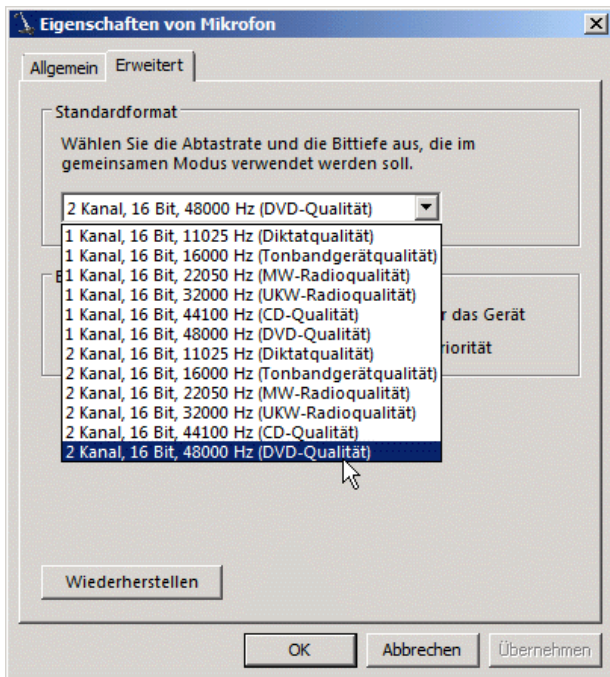 Eigenschaften von Mikrofon
Allgemein
Erweitert
Standardformat
Wählen Sie die Abtastrate und die Bittiefe aus, die im
gemeinsamen Modus verwendet werden soll.
2 Kanal, 16 Bit, 48000 Hz (DVD-Qualität)
1 Kanal, 16 Bit, 11025 Hz (Diktatqualität)
1 Kanal, 16 Bit, 16000 Hz (Tonbandgerätqualität)
1 Kanal, 16 Bit, 22050 Hz (MW-Radioqualität)
1 Kanal, 16 Bit, 32000 Hz (UKW-Radioqualität)
1 Kanal, 16 Bit, 44100 Hz (CD-Qualität)
das Gerät
1 Kanal, 16 Bit, 48000 Hz (DVD-Qualität)
2 Kanal, 16 Bit, 11025 Hz (Diktatqualität)
riorität
2 Kanal, 16 Bit, 16000 Hz (Tonbandgerätqualität)
2 Kanal, 16 Bit, 22050 Hz (MW-Radioqualität)
2 Kanal, 16 Bit, 32000 Hz (UKW-Radioqualität)
2 Kanal, 16 Bit, 44100 Hz (CD-Qualität)
2 Kanal, 16 Bit, 48000 Hz (DVD-Qualität)
Wiederherstellen
OK
Abbrechen
Übernehmen